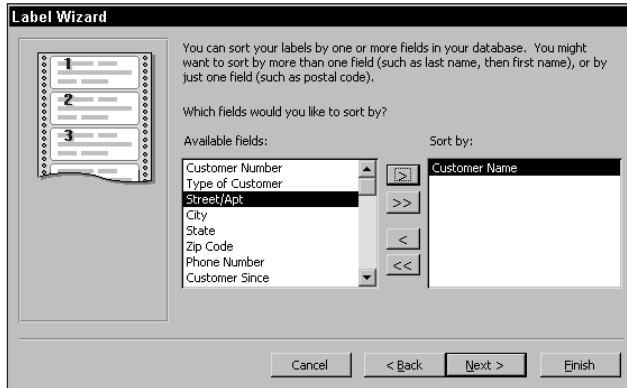 Label Wizard
1
2
3
You can sort your labels by one or more fields in your database. You might
want to sort by more than one field (such as last name, then first name), or by
just one field (such as postal code).
Which fields would you like to sort by?
Available fields:
Sort by:
Customer Number
Type of Customer
Street/Apt
City
State
Zip Code
Phone Number
Customer Since
>
>>
<
<<
Customer Name
Cancel
< Back
Next >
Finish